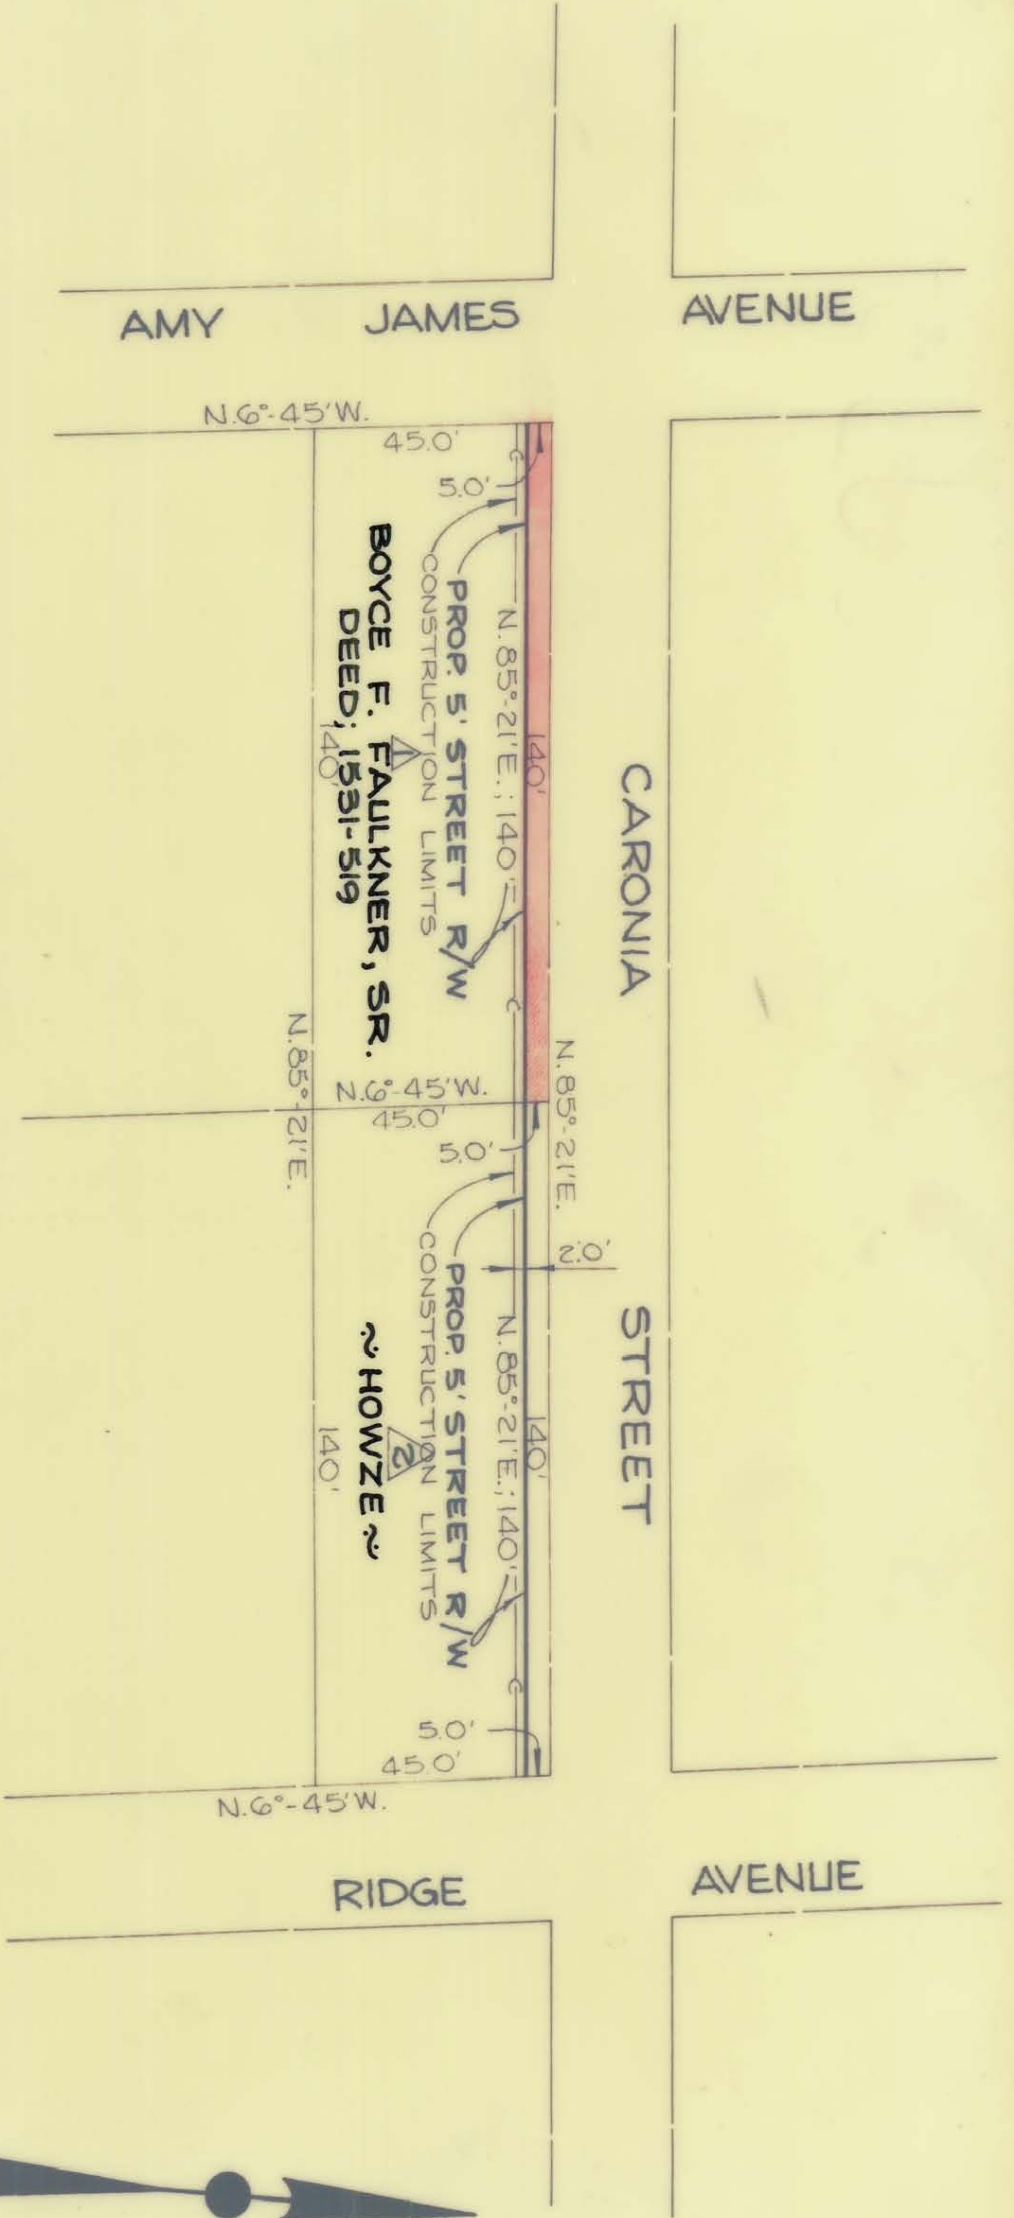 AMY JAMES AVENUE
N.6°-45'W.
45.0'
5.0'
PROP. 5' STREET R/W
CONSTRUCTION LIMITS
N.85°-21'E.; 140'
140'
BOYCE F. FAULKNER, SR.
DEED; 1531-519
1
140'
CARONIA STREET
N.85°-21'E.
N.85°-21'E.
N.6°-45'W.
45.0'
5.0'
2.0'
PROP. 5' STREET R/W
CONSTRUCTION LIMITS
N.85°-21'E.; 140'
140'
2
~HOWZE~
140'
5.0'
45.0'
N.6°-45'W.
RIDGE AVENUE